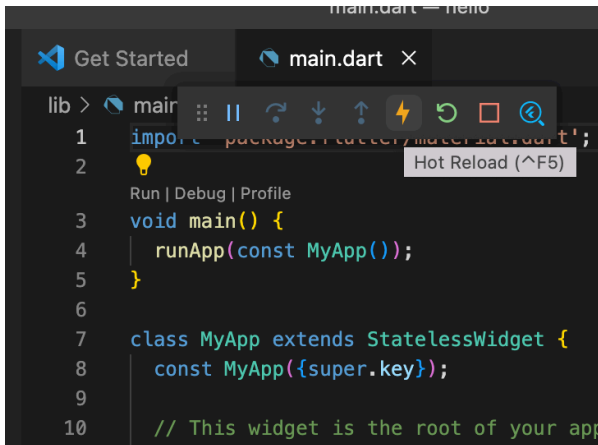 main.dart — hello
Get Started
main.dart
lib > main
1 import 'package:flutter/material.dart';
Hot Reload (^F5)
2
Run | Debug | Profile
3 void main() {
4 runApp(const MyApp());
5 }
6
7 class MyApp extends StatelessWidget {
8 const MyApp({super.key});
9
10 // This widget is the root of your app